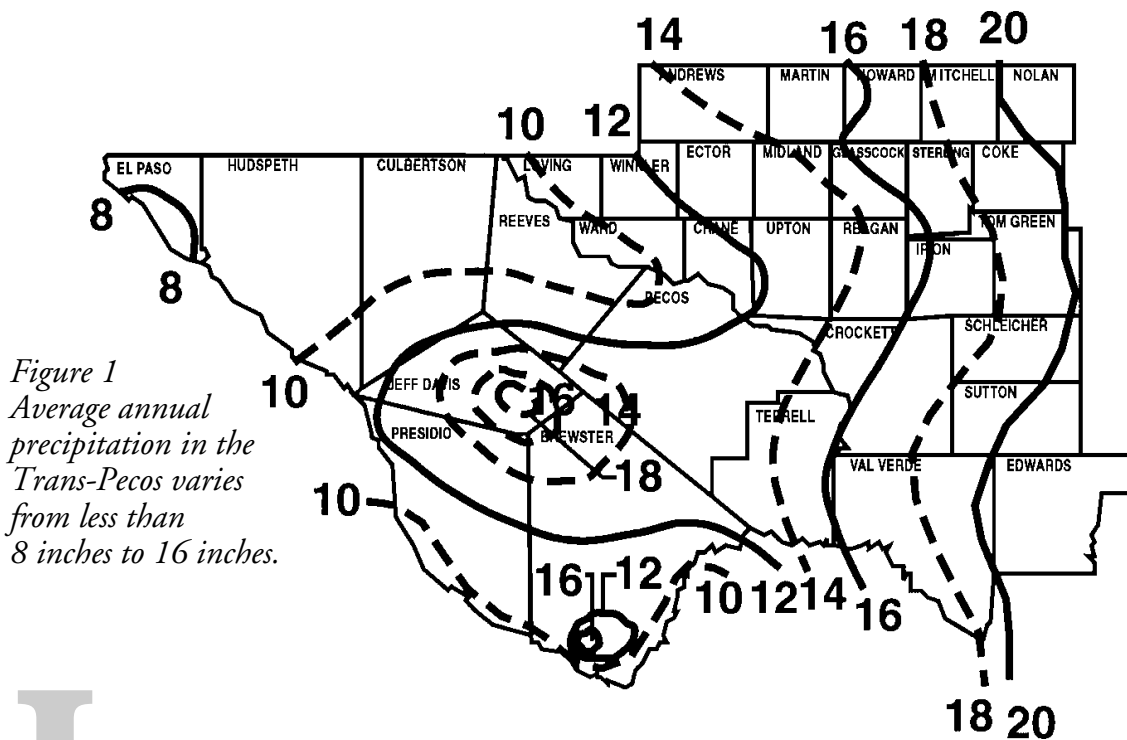 14
16
18
20
ANDREWS
MARTIN
HOWARD
MITCHELL
NOLAN
10
12
EL PASO
HUDSPETH
CULBERTSON
LOVING
WINKLER
ECTOR
MIDLAND
GLASSCOCK
STERLING
COKE
8
REEVES
WARD
CRANE
UPTON
REAGAN
TOM GREEN
IRION
8
PECOS
CROCKETT
SCHLEICHER
10
JEFF DAVIS
16
14
SUTTON
PRESIDIO
BREWSTER
TERRELL
18
VAL VERDE
EDWARDS
10
16
12
10
12
14
16
18
20
Figure 1
Average annual
precipitation in the
Trans-Pecos varies
from less than
8 inches to 16 inches.